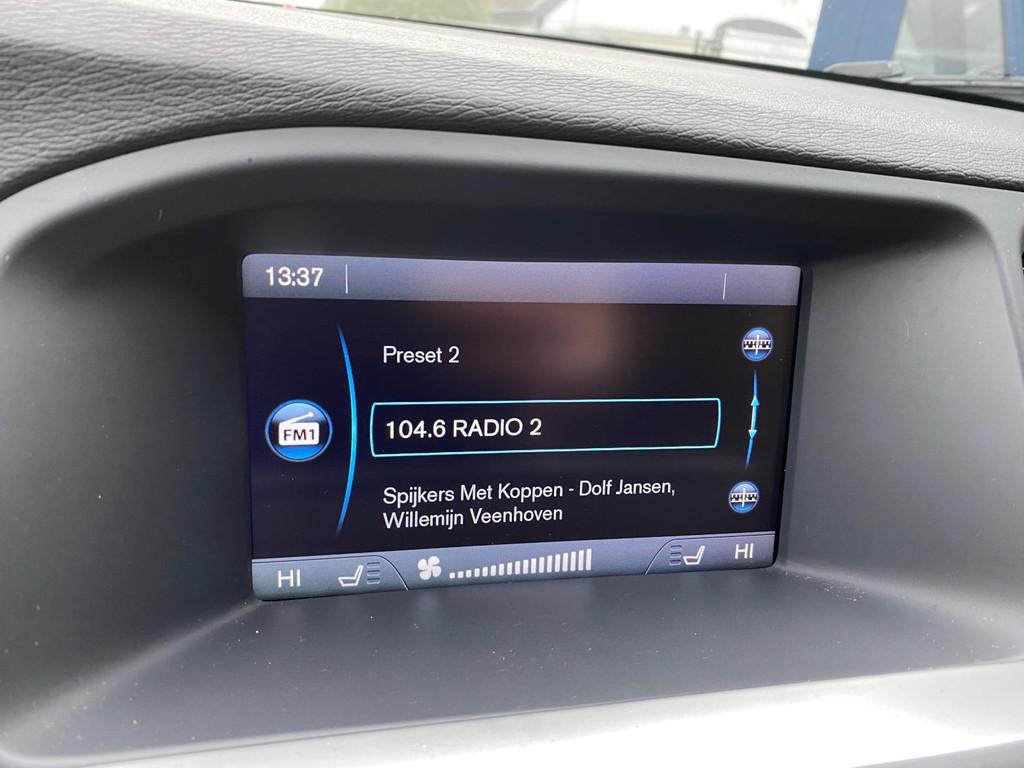 13:37
Preset 2
FM1
104.6 RADIO 2
Spijkers Met Koppen - Dolf Jansen,
Willemijn Veenhoven
HI
HI